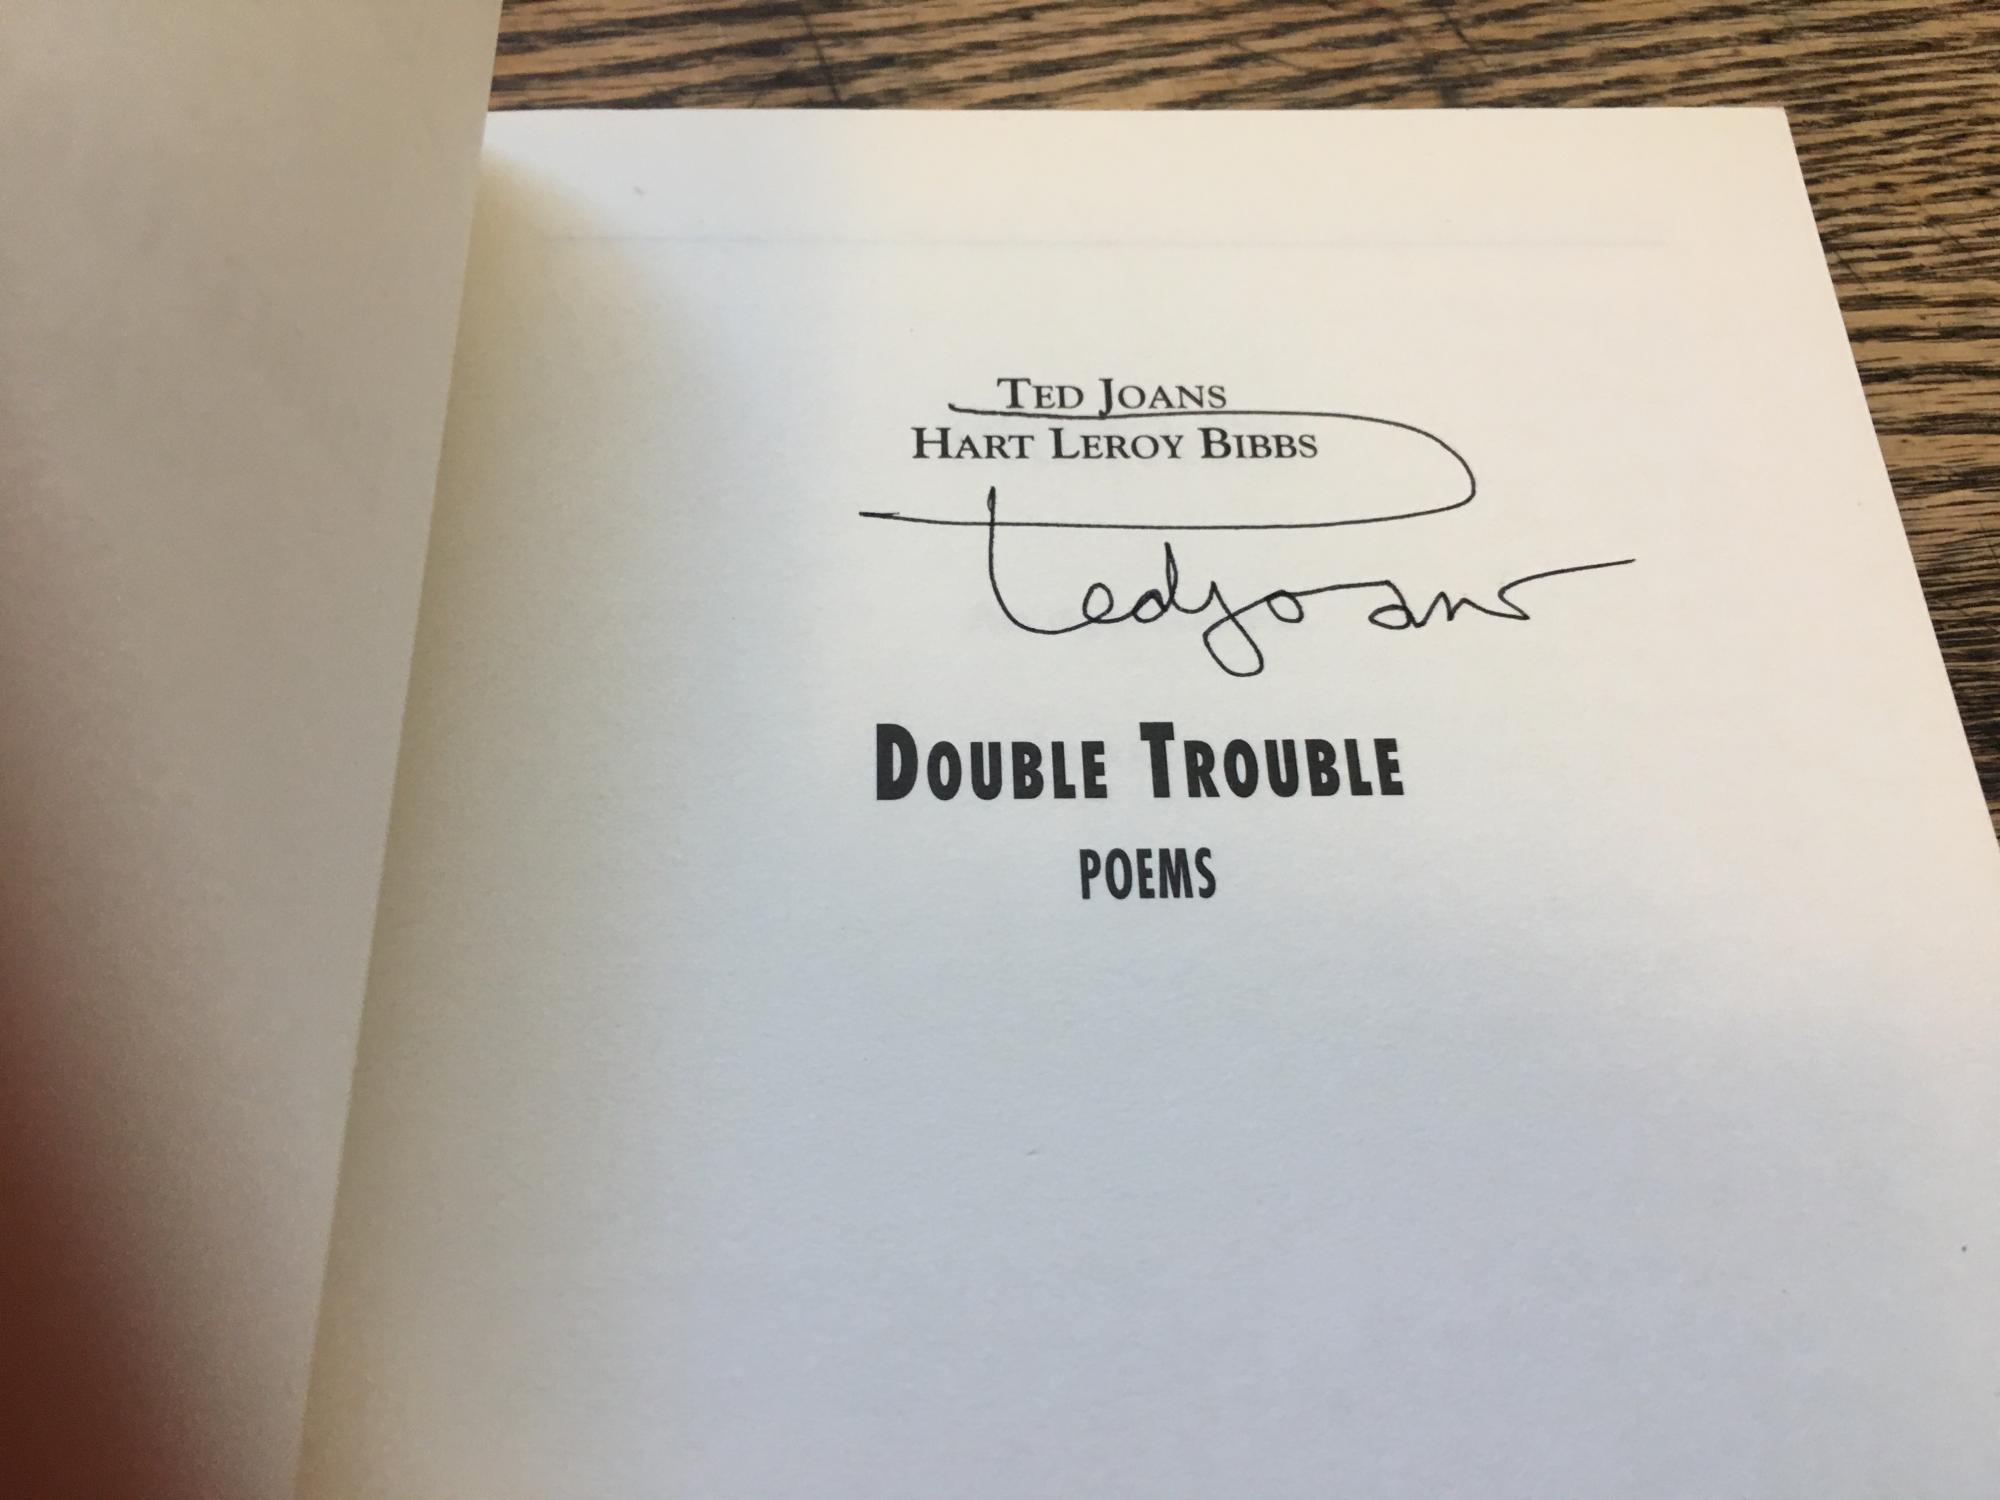 TED JOANS
HART LEROY BIBBS
Ted Joans
DOUBLE TROUBLE
POEMS